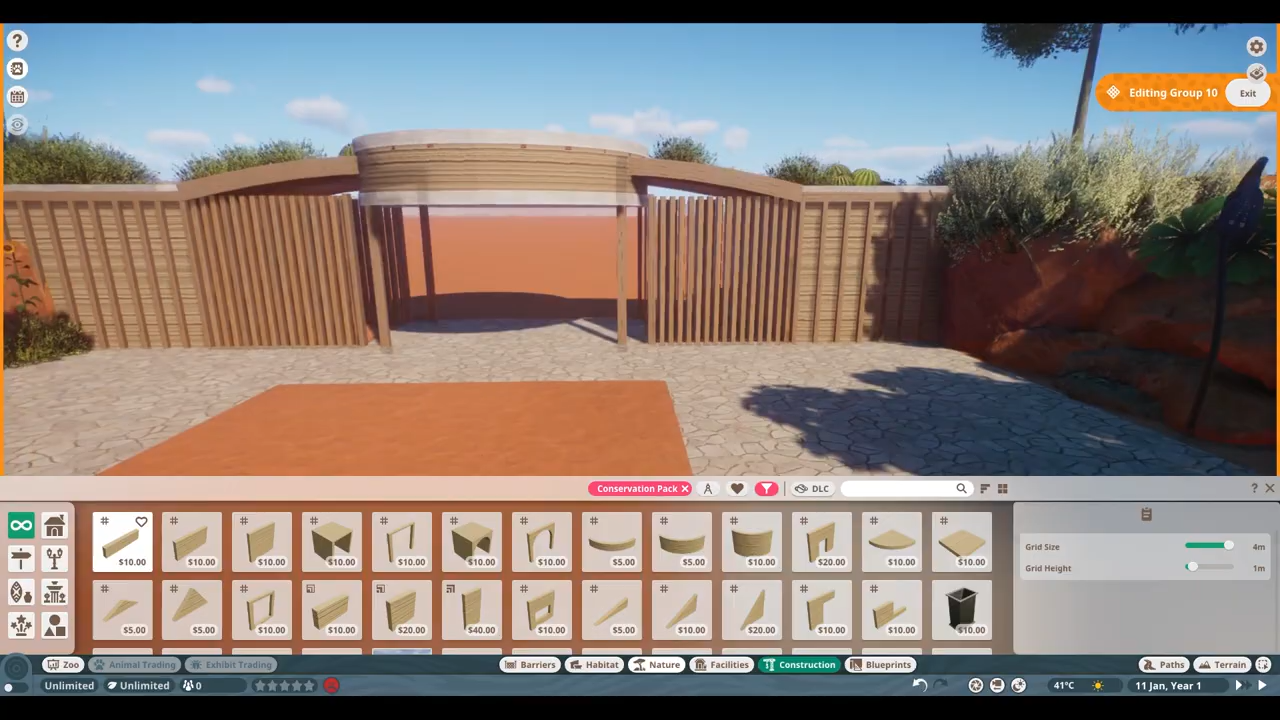 ?
Editing Group 10 Exit
Conservation Pack × DLC ? ×
$10.00 $10.00 $10.00 $10.00 $10.00 $10.00 $10.00 $5.00 $5.00 $10.00 $20.00 $10.00 $10.00
Grid Size 4m
Grid Height 1m
$5.00 $5.00 $10.00 $10.00 $20.00 $40.00 $10.00 $5.00 $10.00 $20.00 $10.00 $10.00 $10.00
Zoo Animal Trading Exhibit Trading Barriers Habitat Nature Facilities Construction Blueprints Paths Terrain
Unlimited Unlimited 0 41°C 11 Jan, Year 1